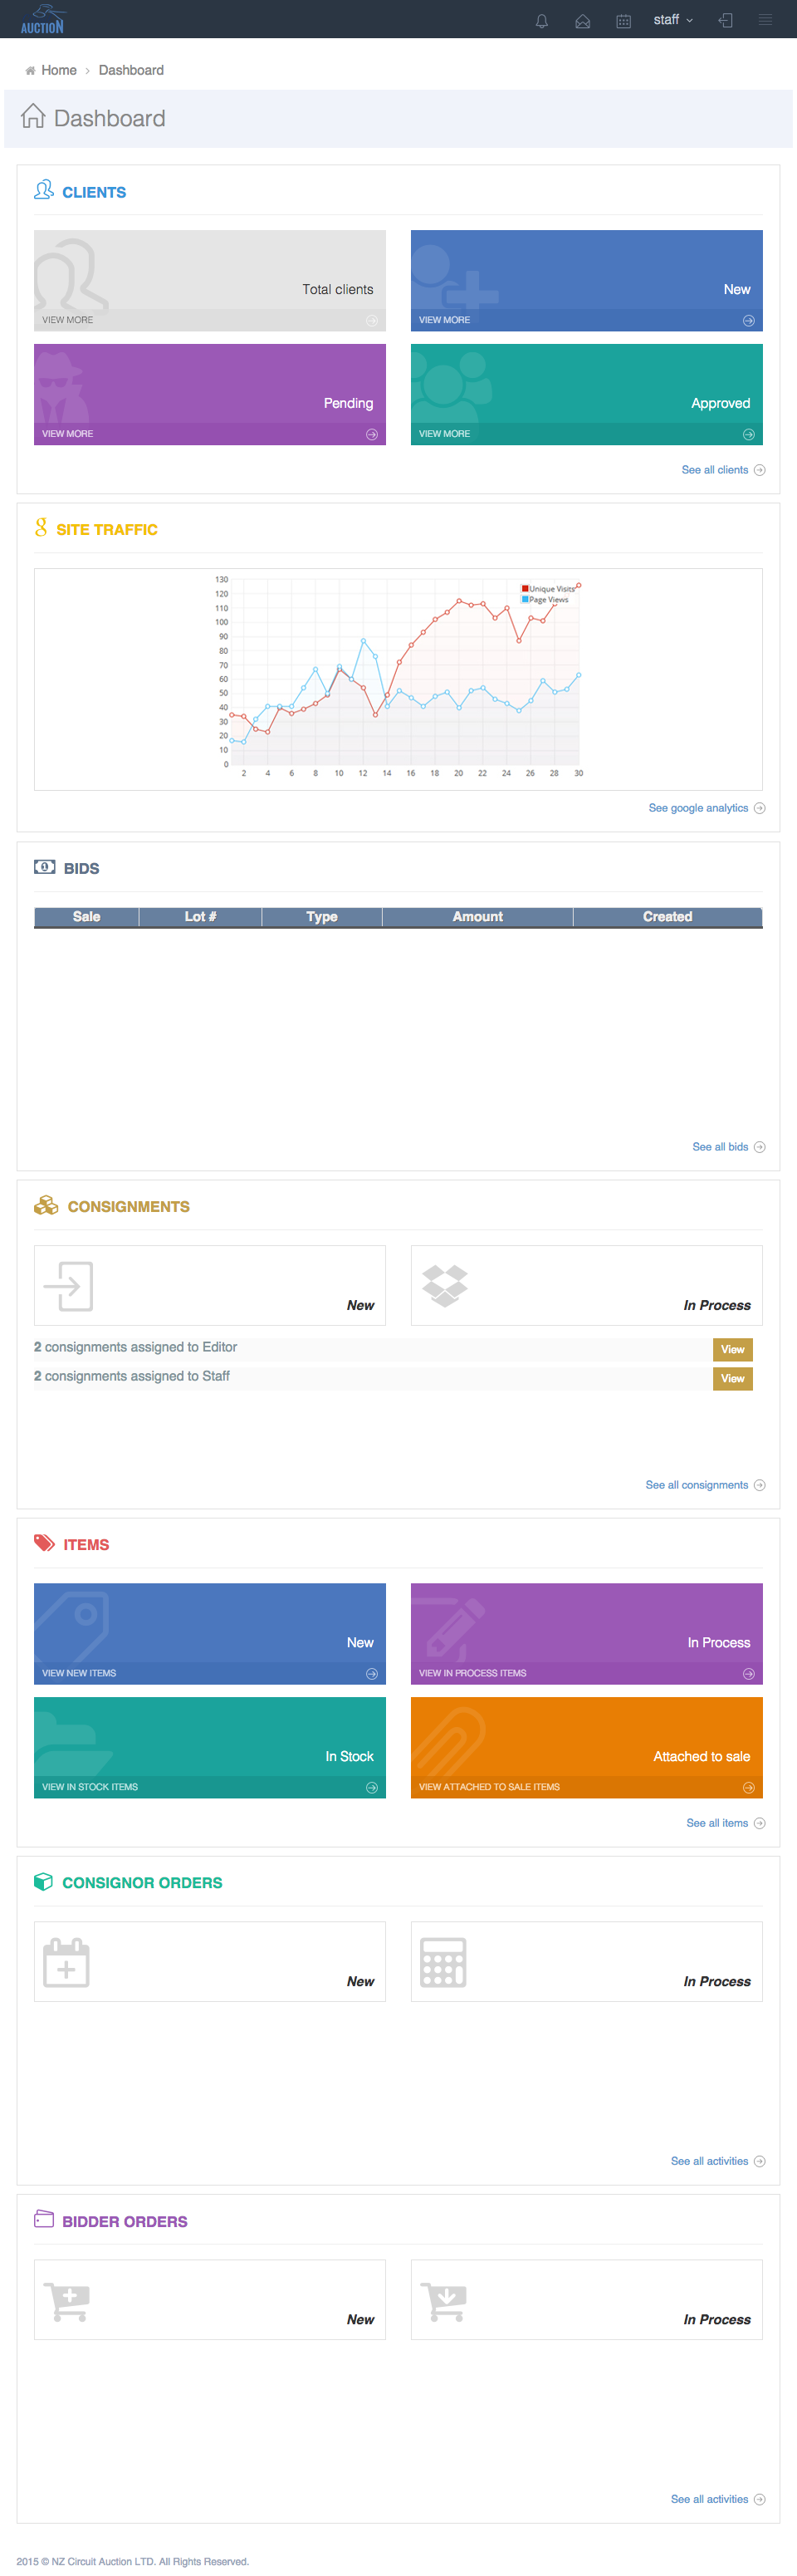 AUCTION
staff
Home > Dashboard
Dashboard
CLIENTS
Total clients
VIEW MORE
New
VIEW MORE
Pending
VIEW MORE
Approved
VIEW MORE
See all clients
SITE TRAFFIC
130
120
110
100
90
80
70
60
50
40
30
20
10
0
Unique Visits
Page Views
2 4 6 8 10 12 14 16 18 20 22 24 26 28 30
See google analytics
BIDS
Sale Lot # Type Amount Created
See all bids
CONSIGNMENTS
New
In Process
2 consignments assigned to Editor View
2 consignments assigned to Staff View
See all consignments
ITEMS
New
VIEW NEW ITEMS
In Process
VIEW IN PROCESS ITEMS
In Stock
VIEW IN STOCK ITEMS
Attached to sale
VIEW ATTACHED TO SALE ITEMS
See all items
CONSIGNOR ORDERS
New
In Process
See all activities
BIDDER ORDERS
New
In Process
See all activities
2015 © NZ Circuit Auction LTD. All Rights Reserved.